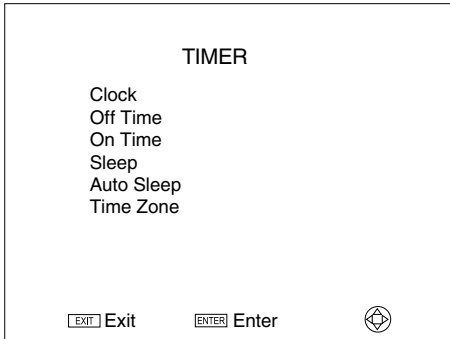 TIMER
Clock
Off Time
On Time
Sleep
Auto Sleep
Time Zone
EXIT Exit ENTER Enter